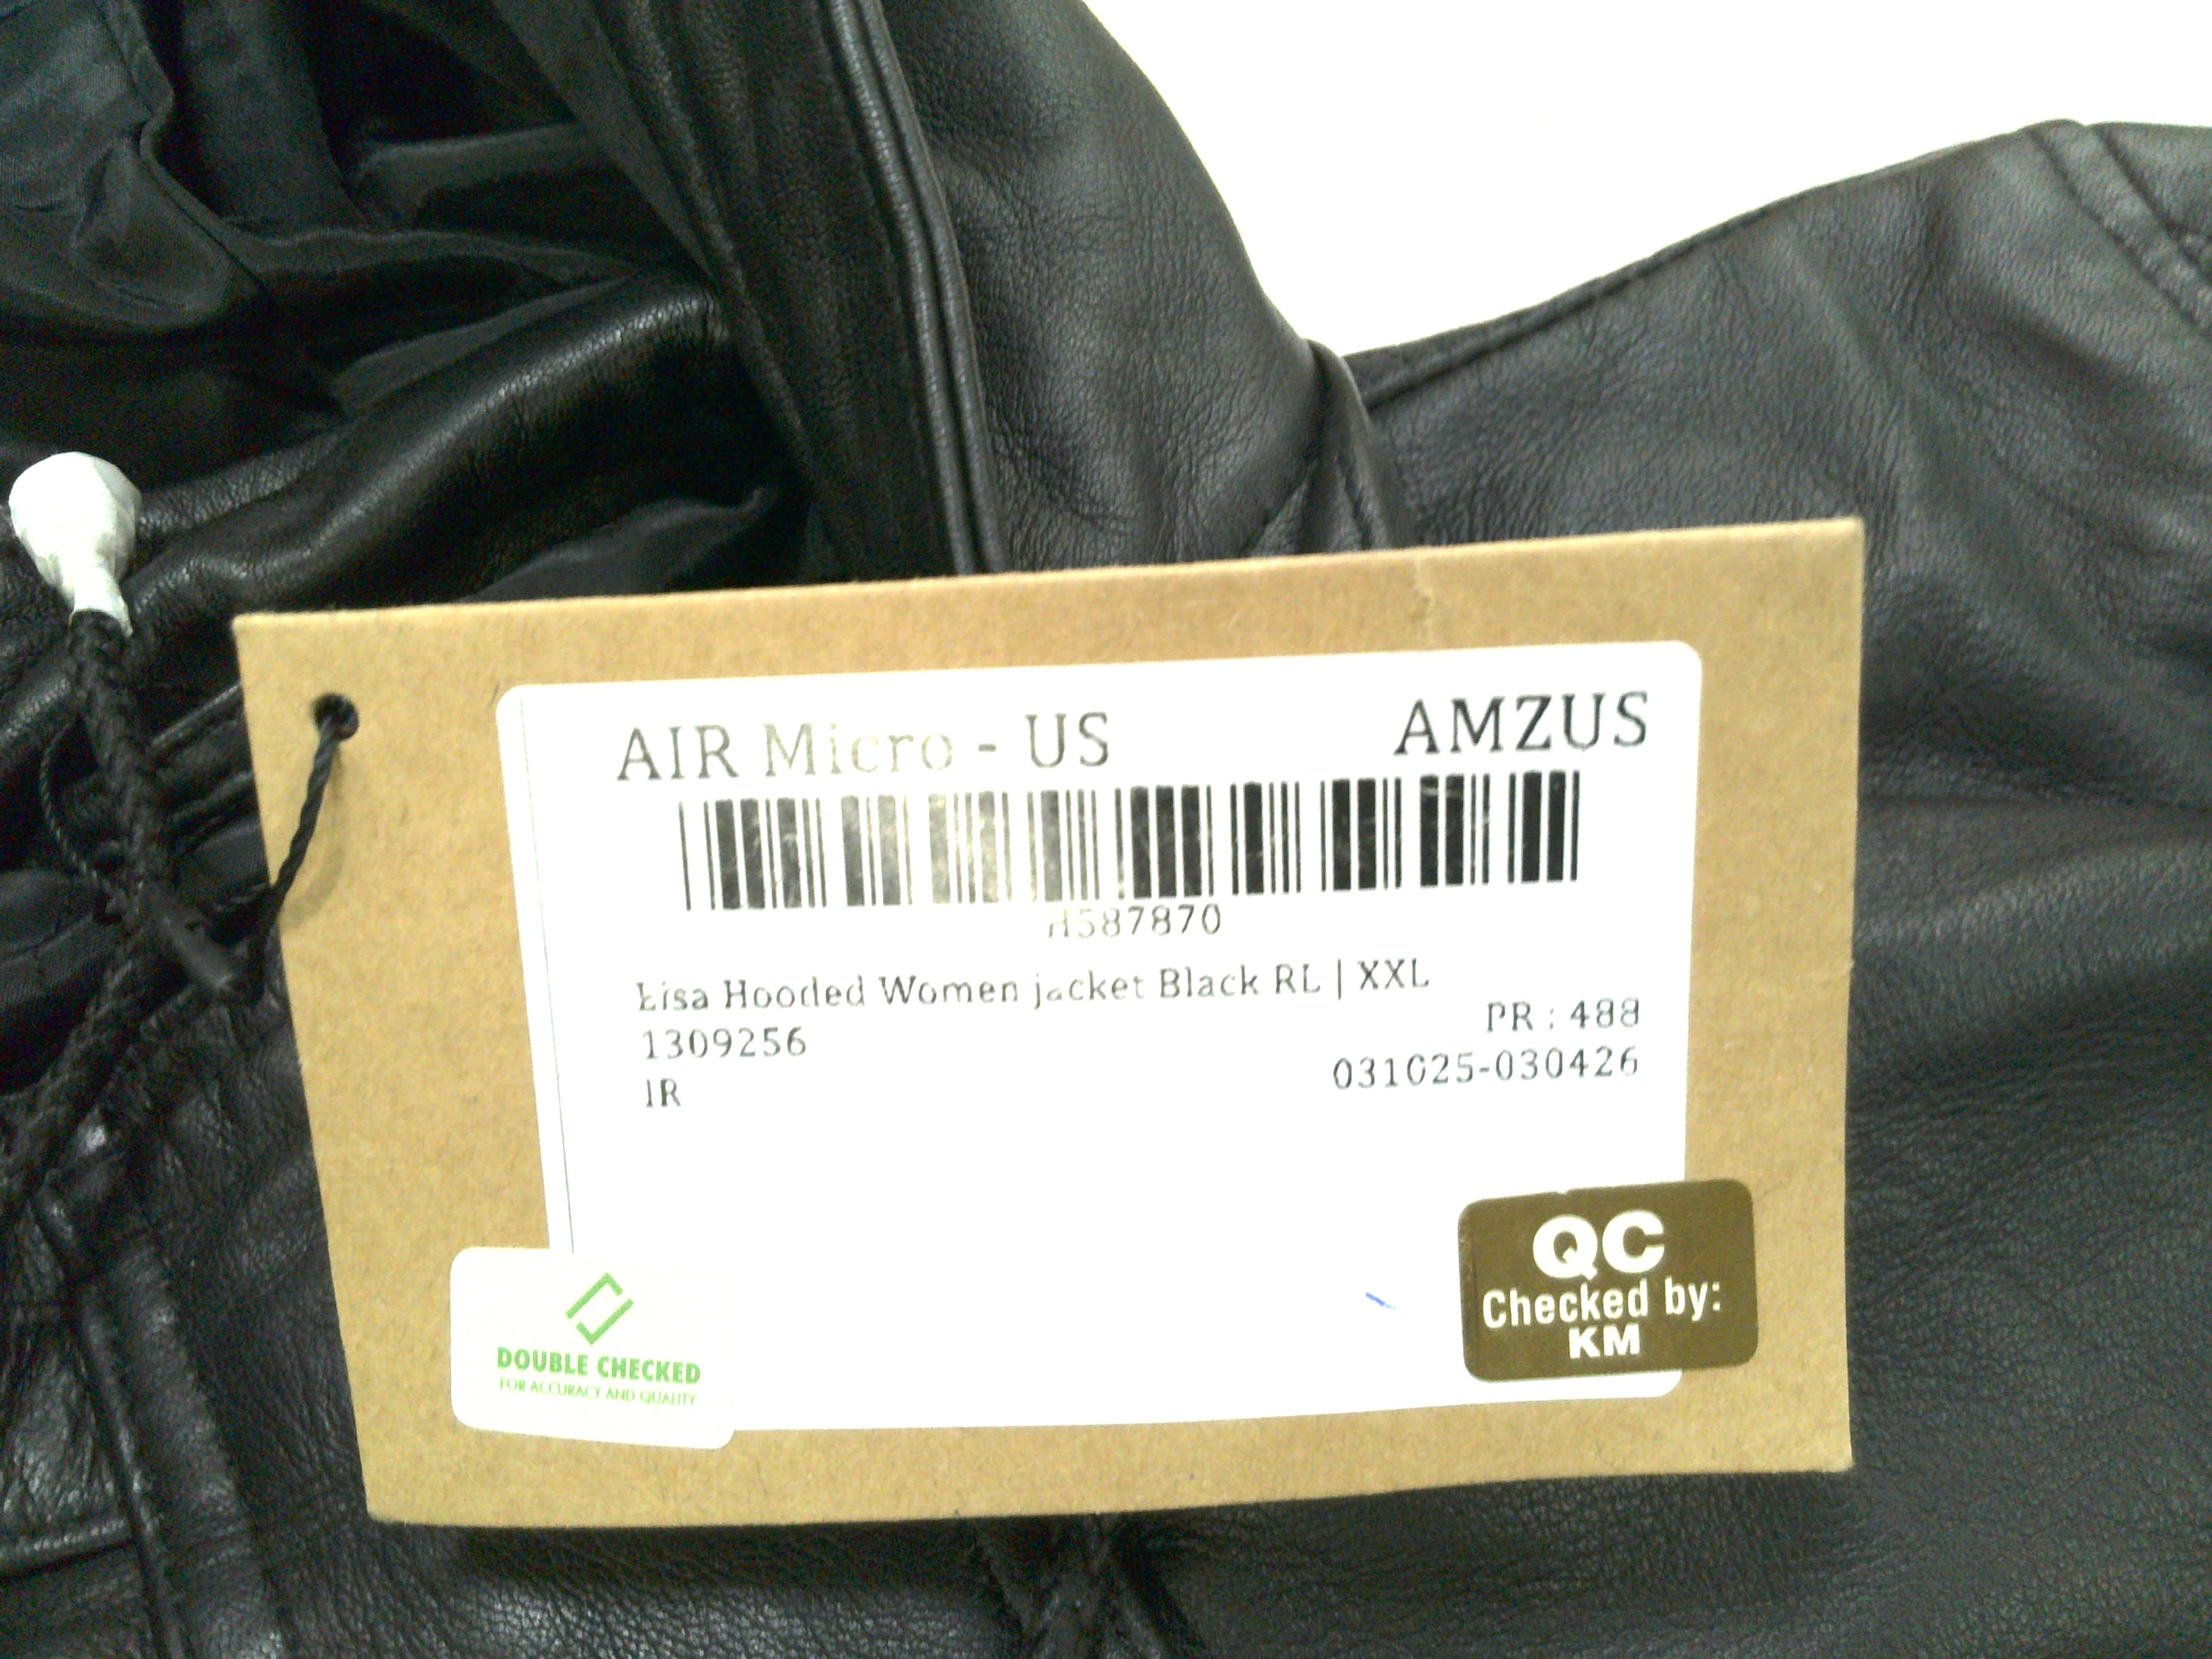 AIR Micro - US
AMZUS
H587870
Lisa Hooded Women jacket Black RL | XXL
1309256
PR : 488
IR
031025-030426
QC
Checked by:
KM
DOUBLE CHECKED
FOR ACCURACY AND QUALITY